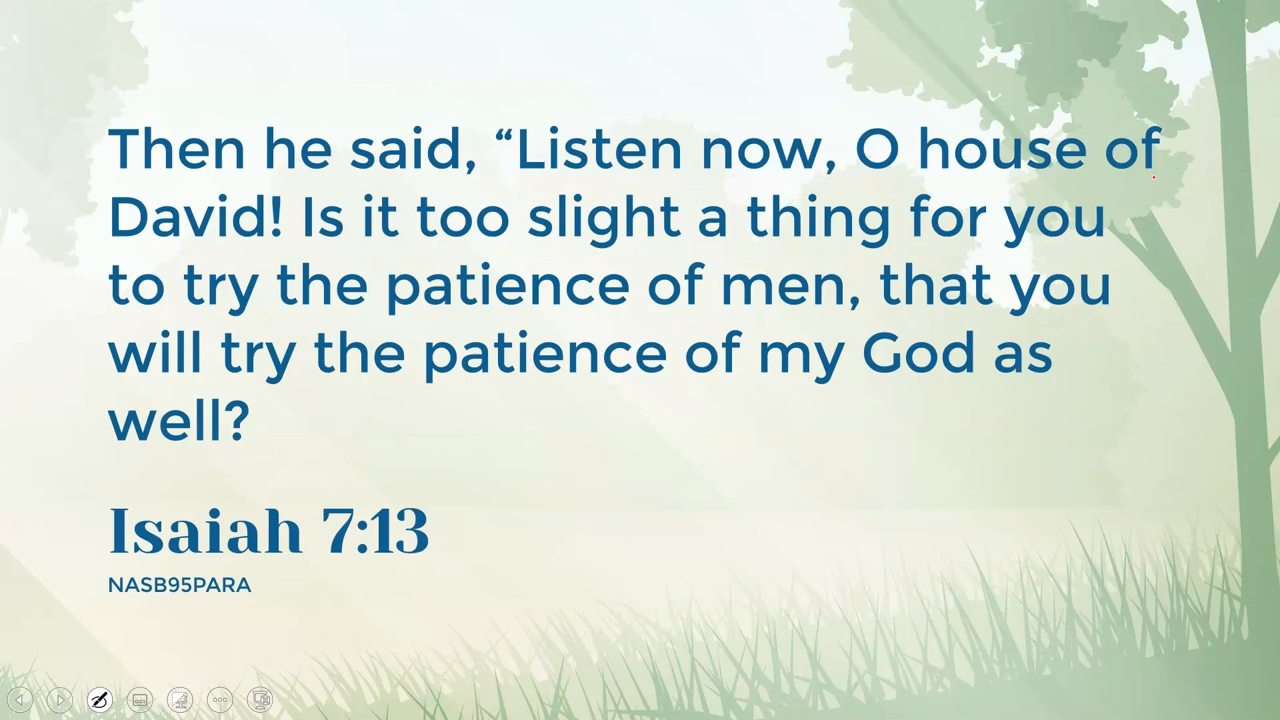 Then he said, “Listen now, O house of
David! Is it too slight a thing for you
to try the patience of men, that you
will try the patience of my God as
well?
Isaiah 7:13
NASB95PARA